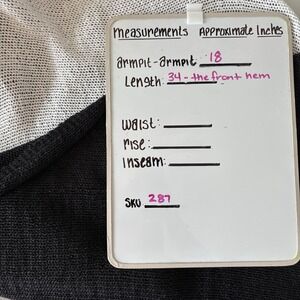 Measurements Approximate Inches
armpit-armpit 18
Length: 34 - the front hem
Waist:
rise:
Inseam:
SKU 287